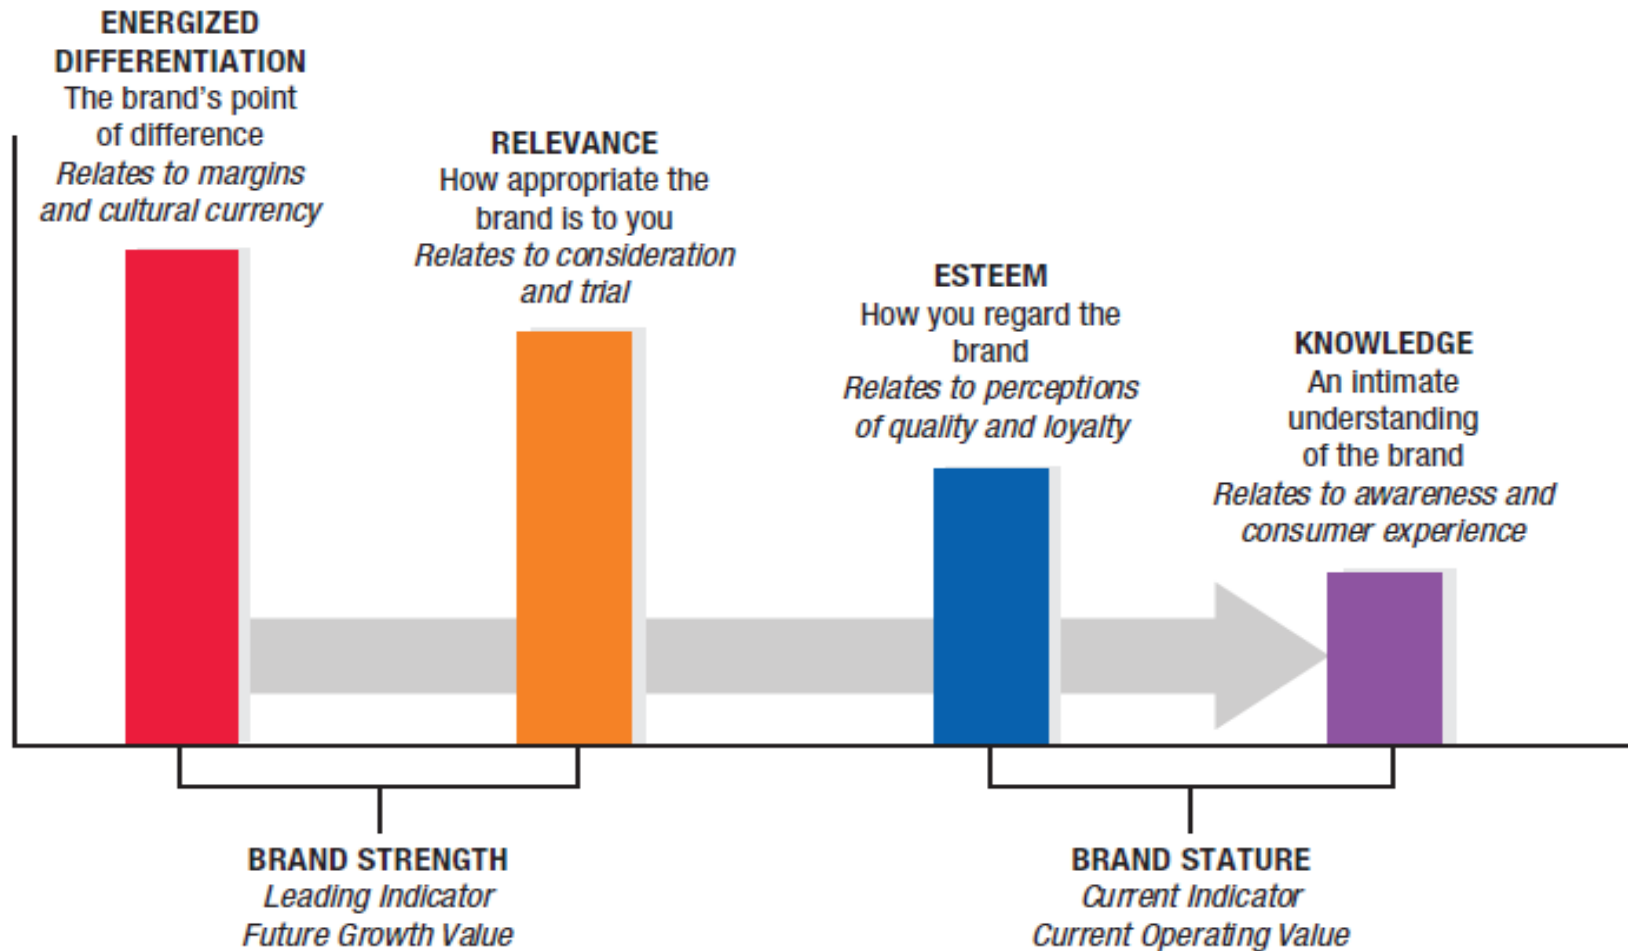 ENERGIZED
DIFFERENTIATION
The brand’s point
of difference
Relates to margins
and cultural currency
RELEVANCE
How appropriate the
brand is to you
Relates to consideration
and trial
ESTEEM
How you regard the
brand
Relates to perceptions
of quality and loyalty
KNOWLEDGE
An intimate
understanding
of the brand
Relates to awareness and
consumer experience
BRAND STRENGTH
Leading Indicator
Future Growth Value
BRAND STATURE
Current Indicator
Current Operating Value